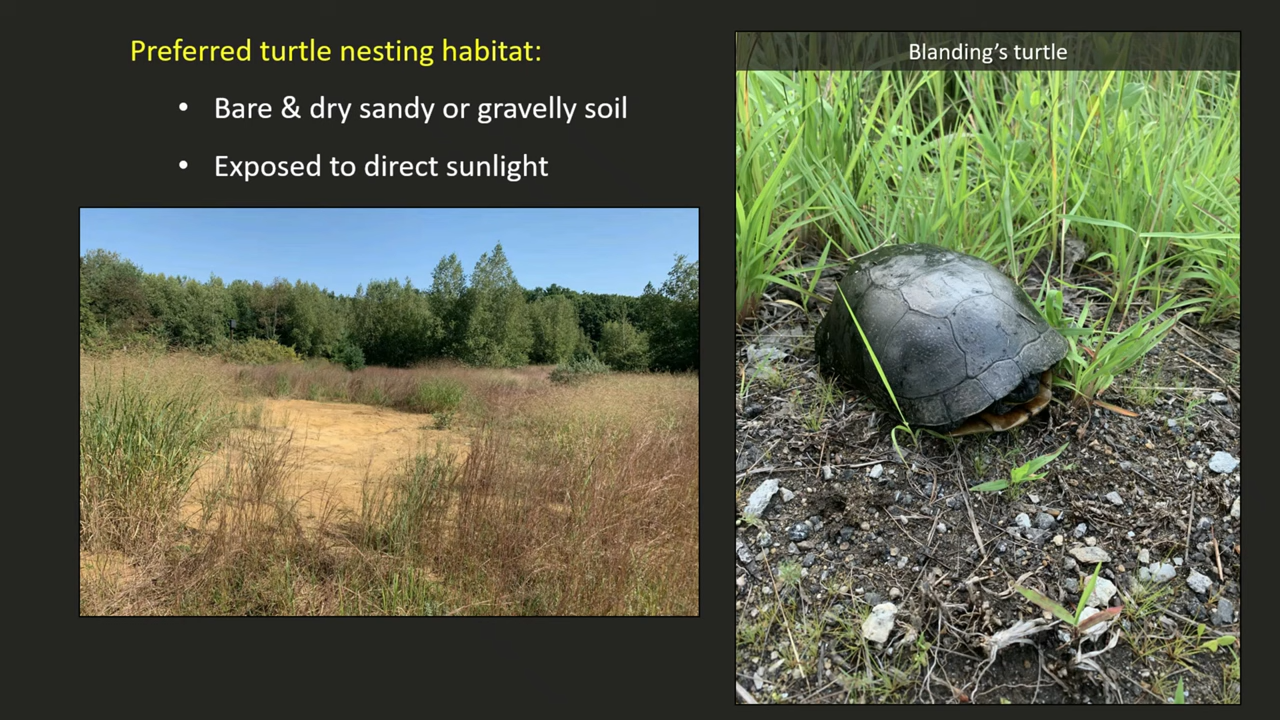 Preferred turtle nesting habitat:
• Bare & dry sandy or gravelly soil
• Exposed to direct sunlight
Blanding's turtle